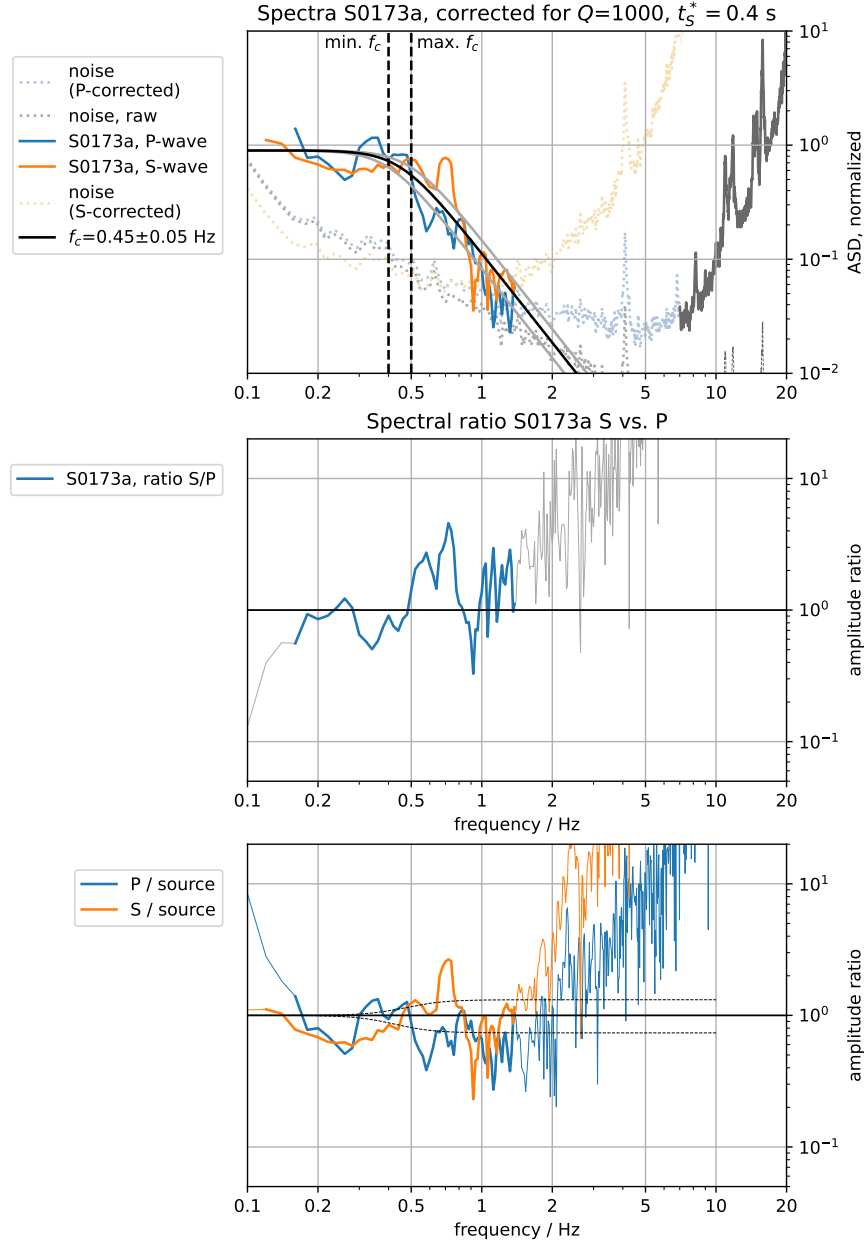 Spectra S0173a, corrected for Q=1000, t*S = 0.4 s
min. fc
max. fc
noise
(P-corrected)
noise, raw
S0173a, P-wave
S0173a, S-wave
noise
(S-corrected)
fc=0.45±0.05 Hz
10¹
10⁰
10⁻¹
10⁻²
ASD, normalized
0.1 0.2 0.5 1 2 5 10 20
Spectral ratio S0173a S vs. P
S0173a, ratio S/P
10¹
10⁰
10⁻¹
amplitude ratio
0.1 0.2 0.5 1 2 5 10 20
frequency / Hz
P / source
S / source
10¹
10⁰
10⁻¹
amplitude ratio
0.1 0.2 0.5 1 2 5 10 20
frequency / Hz